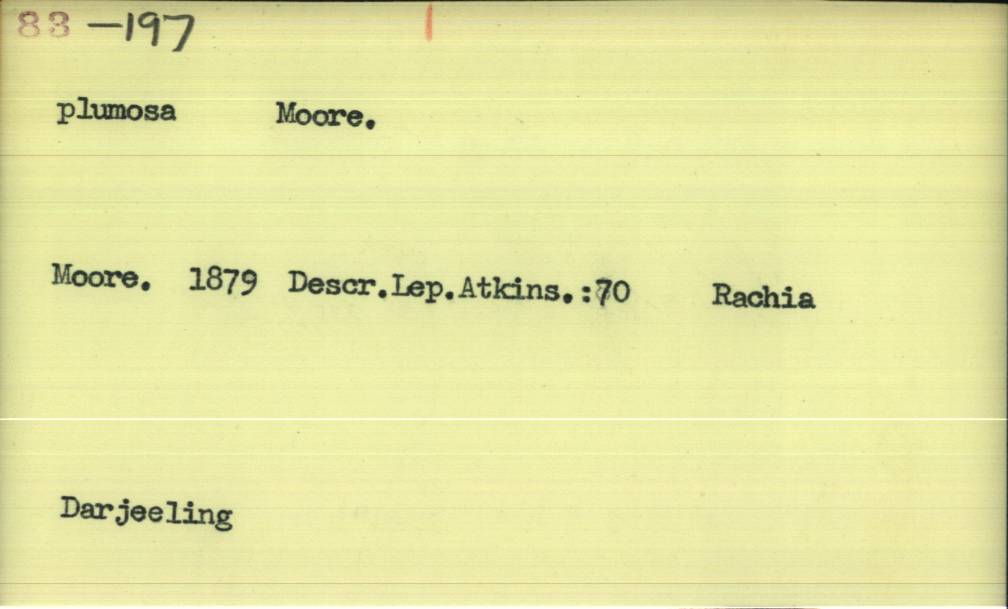 83 —197
plumosa Moore.
Moore. 1879 Descr.Lep.Atkins.:70 Rachia
Darjeeling